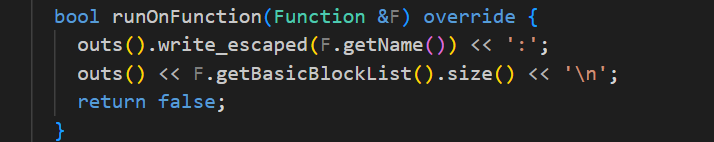 bool runOnFunction(Function &F) override {
outs().write_escaped(F.getName()) << ':';
outs() << F.getBasicBlockList().size() << '\n';
return false;
}